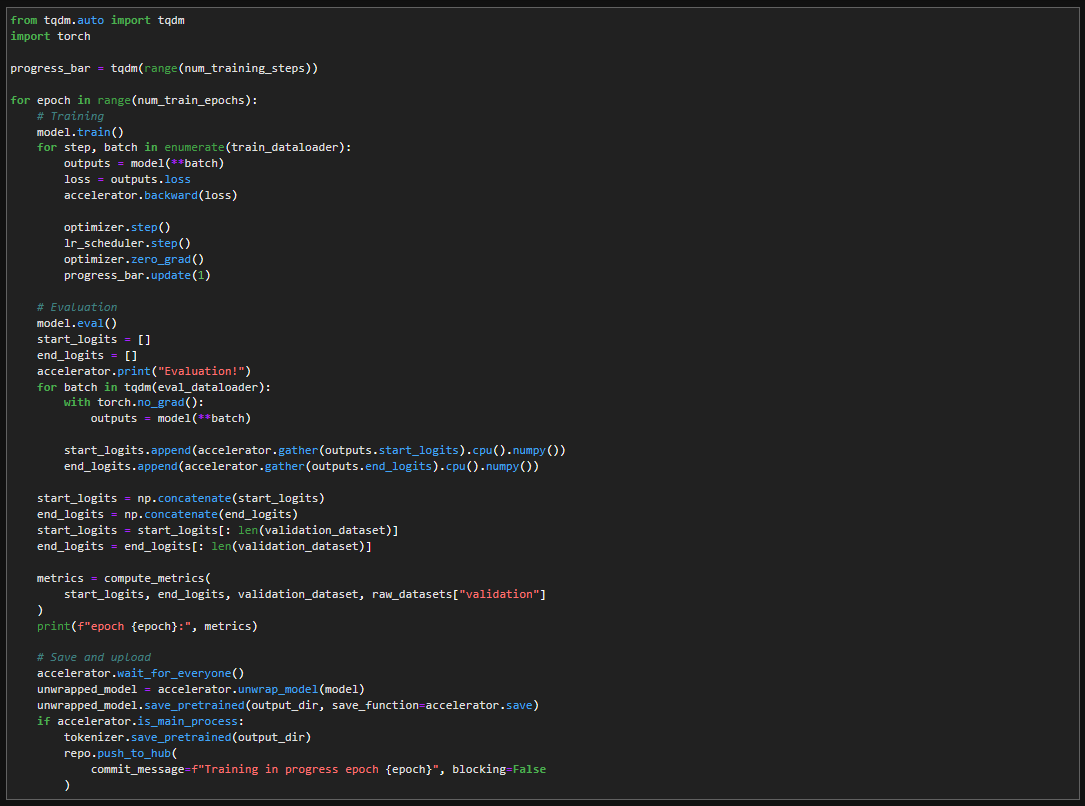 from tqdm.auto import tqdm
import torch

progress_bar = tqdm(range(num_training_steps))

for epoch in range(num_train_epochs):
    # Training
    model.train()
    for step, batch in enumerate(train_dataloader):
        outputs = model(**batch)
        loss = outputs.loss
        accelerator.backward(loss)

        optimizer.step()
        lr_scheduler.step()
        optimizer.zero_grad()
        progress_bar.update(1)

    # Evaluation
    model.eval()
    start_logits = []
    end_logits = []
    accelerator.print("Evaluation!")
    for batch in tqdm(eval_dataloader):
        with torch.no_grad():
            outputs = model(**batch)

        start_logits.append(accelerator.gather(outputs.start_logits).cpu().numpy())
        end_logits.append(accelerator.gather(outputs.end_logits).cpu().numpy())

    start_logits = np.concatenate(start_logits)
    end_logits = np.concatenate(end_logits)
    start_logits = start_logits[: len(validation_dataset)]
    end_logits = end_logits[: len(validation_dataset)]

    metrics = compute_metrics(
        start_logits, end_logits, validation_dataset, raw_datasets["validation"]
    )
    print(f"epoch {epoch}:", metrics)

    # Save and upload
    accelerator.wait_for_everyone()
    unwrapped_model = accelerator.unwrap_model(model)
    unwrapped_model.save_pretrained(output_dir, save_function=accelerator.save)
    if accelerator.is_main_process:
        tokenizer.save_pretrained(output_dir)
        repo.push_to_hub(
            commit_message=f"Training in progress epoch {epoch}", blocking=False
        )